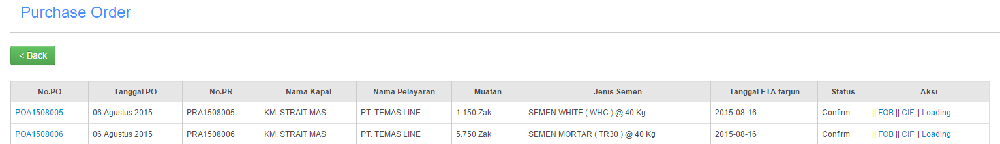 Purchase Order
< Back
No.PO Tanggal PO No.PR Nama Kapal Nama Pelayaran Muatan Jenis Semen Tanggal ETA tarjun Status Aksi
POA1508005 06 Agustus 2015 PRA1508005 KM. STRAIT MAS PT. TEMAS LINE 1.150 Zak SEMEN WHITE ( WHC ) @ 40 Kg 2015-08-16 Confirm || FOB || CIF || Loading
POA1508006 06 Agustus 2015 PRA1508006 KM. STRAIT MAS PT. TEMAS LINE 5.750 Zak SEMEN MORTAR ( TR30 ) @ 40 Kg 2015-08-16 Confirm || FOB || CIF || Loading